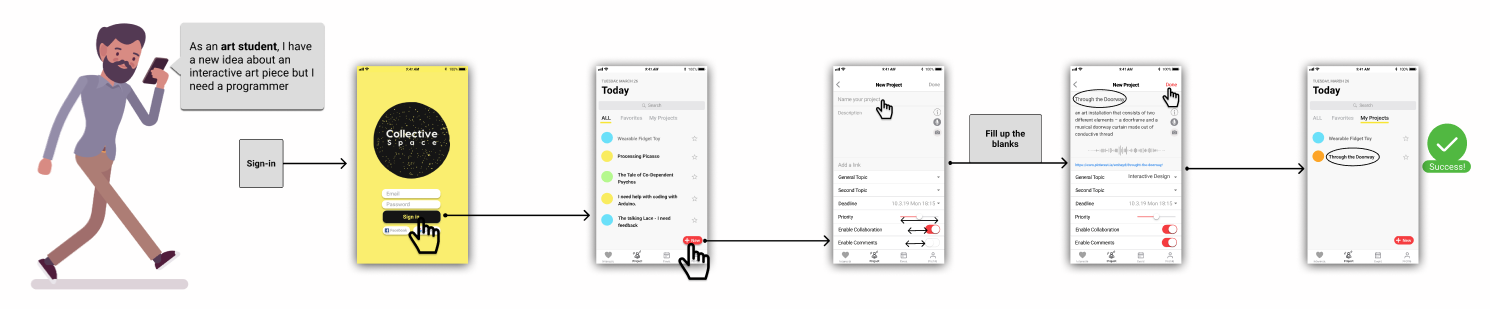 As an art student, I have
a new idea about an
interactive art piece but I
need a programmer
Sign-in
9:41 AM
100%
Collective
Space
Email
Password
Sign in
Facebook
9:41 AM
100%
TUESDAY, MARCH 26
Today
Search
ALL Favorites My Projects
Wearable Fidget Toy
Processing Picasso
The Tale of Co-Dependent
Psychos
I need help with coding with
Arduino.
The talking Lace - I need
feedback
+ New
Project
9:41 AM
100%
New Project Done
Name your project
Description
Add a link
General Topic
Second Topic
Deadline 10.3.19 Mon 18:15
Priority
Enable Collaboration
Enable Comments
Project
Fill up the
blanks
9:41 AM
100%
New Project Done
Through the Doorway
an art installation that consists of two
different elements – a doorframe and a
musical doorway curtain made out of
conductive thread
General Topic Interactive Design
Second Topic
Deadline 10.3.19 Mon 18:15
Priority
Enable Collaboration
Enable Comments
Project
9:41 AM
100%
TUESDAY, MARCH 26
Today
Search
ALL Favorites My Projects
Wearable Fidget Toy
Through the Doorway
+ New
Project
Success!